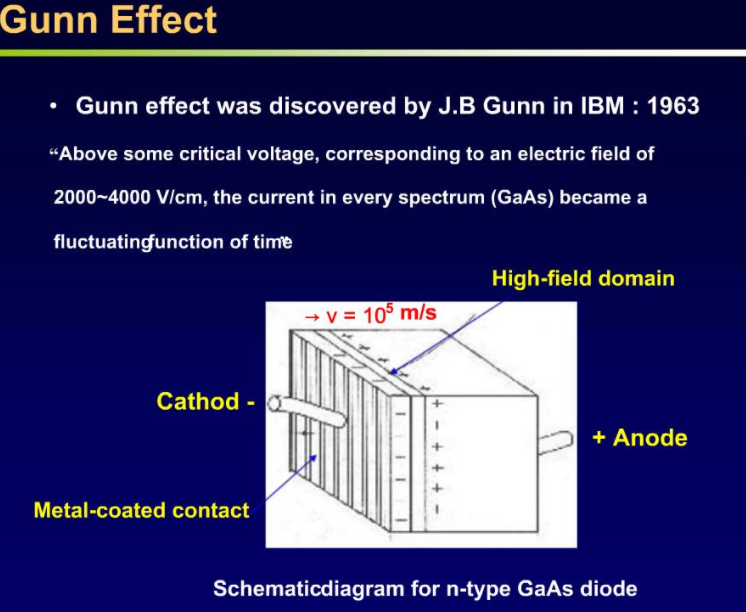 Gunn Effect
• Gunn effect was discovered by J.B Gunn in IBM : 1963
“Above some critical voltage, corresponding to an electric field of
2000~4000 V/cm, the current in every spectrum (GaAs) became a
fluctuatingfunction of time”
High-field domain
→ v = 10⁵ m/s
Cathod -
+ Anode
Metal-coated contact
Schematicdiagram for n-type GaAs diode